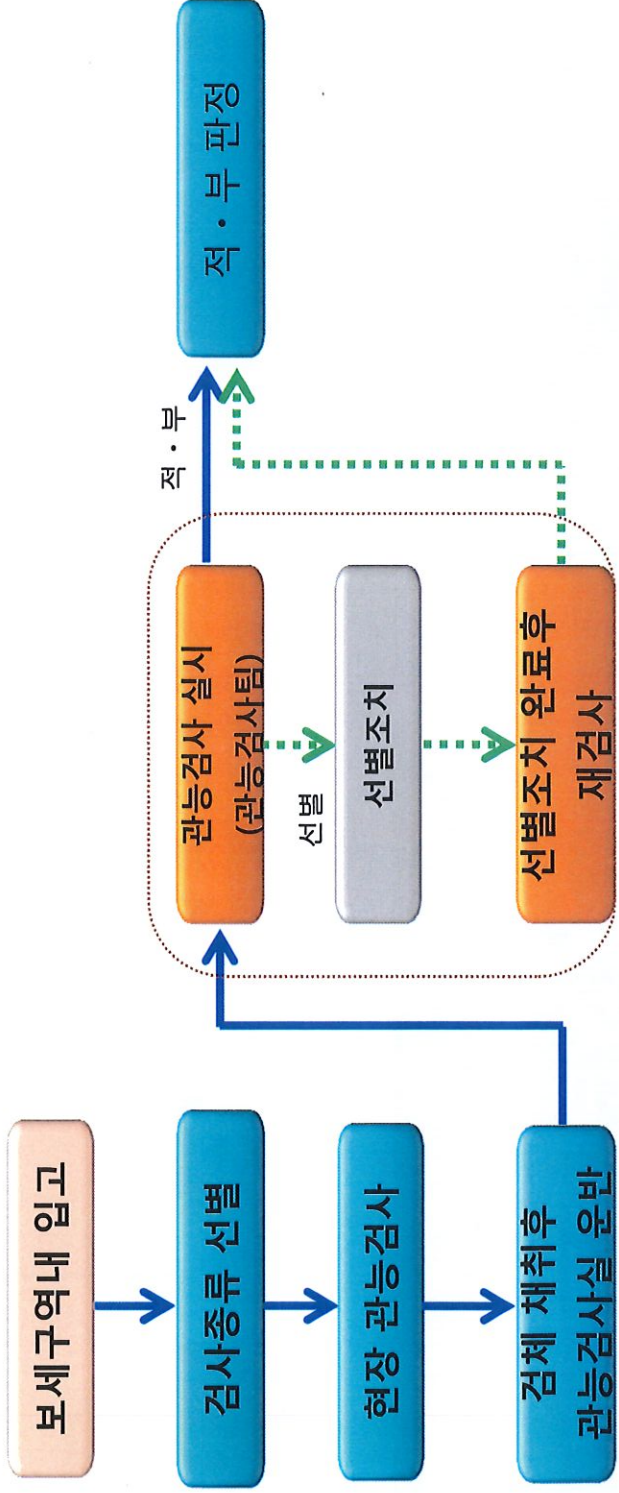 보세구역내 입고
검사종류 선별
현장 관능검사
검체 채취후
관능검사실 운반
관능검사 실시
(관능검사팀)
선별
선별조치
선별조치 완료후
재검사
적・부
적・부 판정